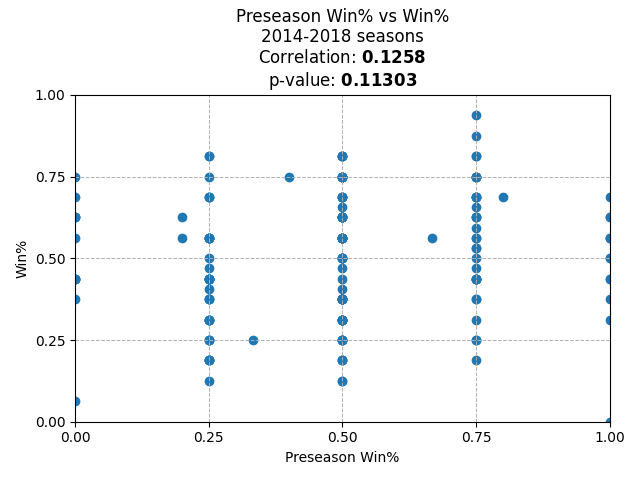 Preseason Win% vs Win%
2014-2018 seasons
Correlation: 0.1258
p-value: 0.11303
1.00
0.75
0.50
0.25
0.00
Win%
0.00 0.25 0.50 0.75 1.00
Preseason Win%